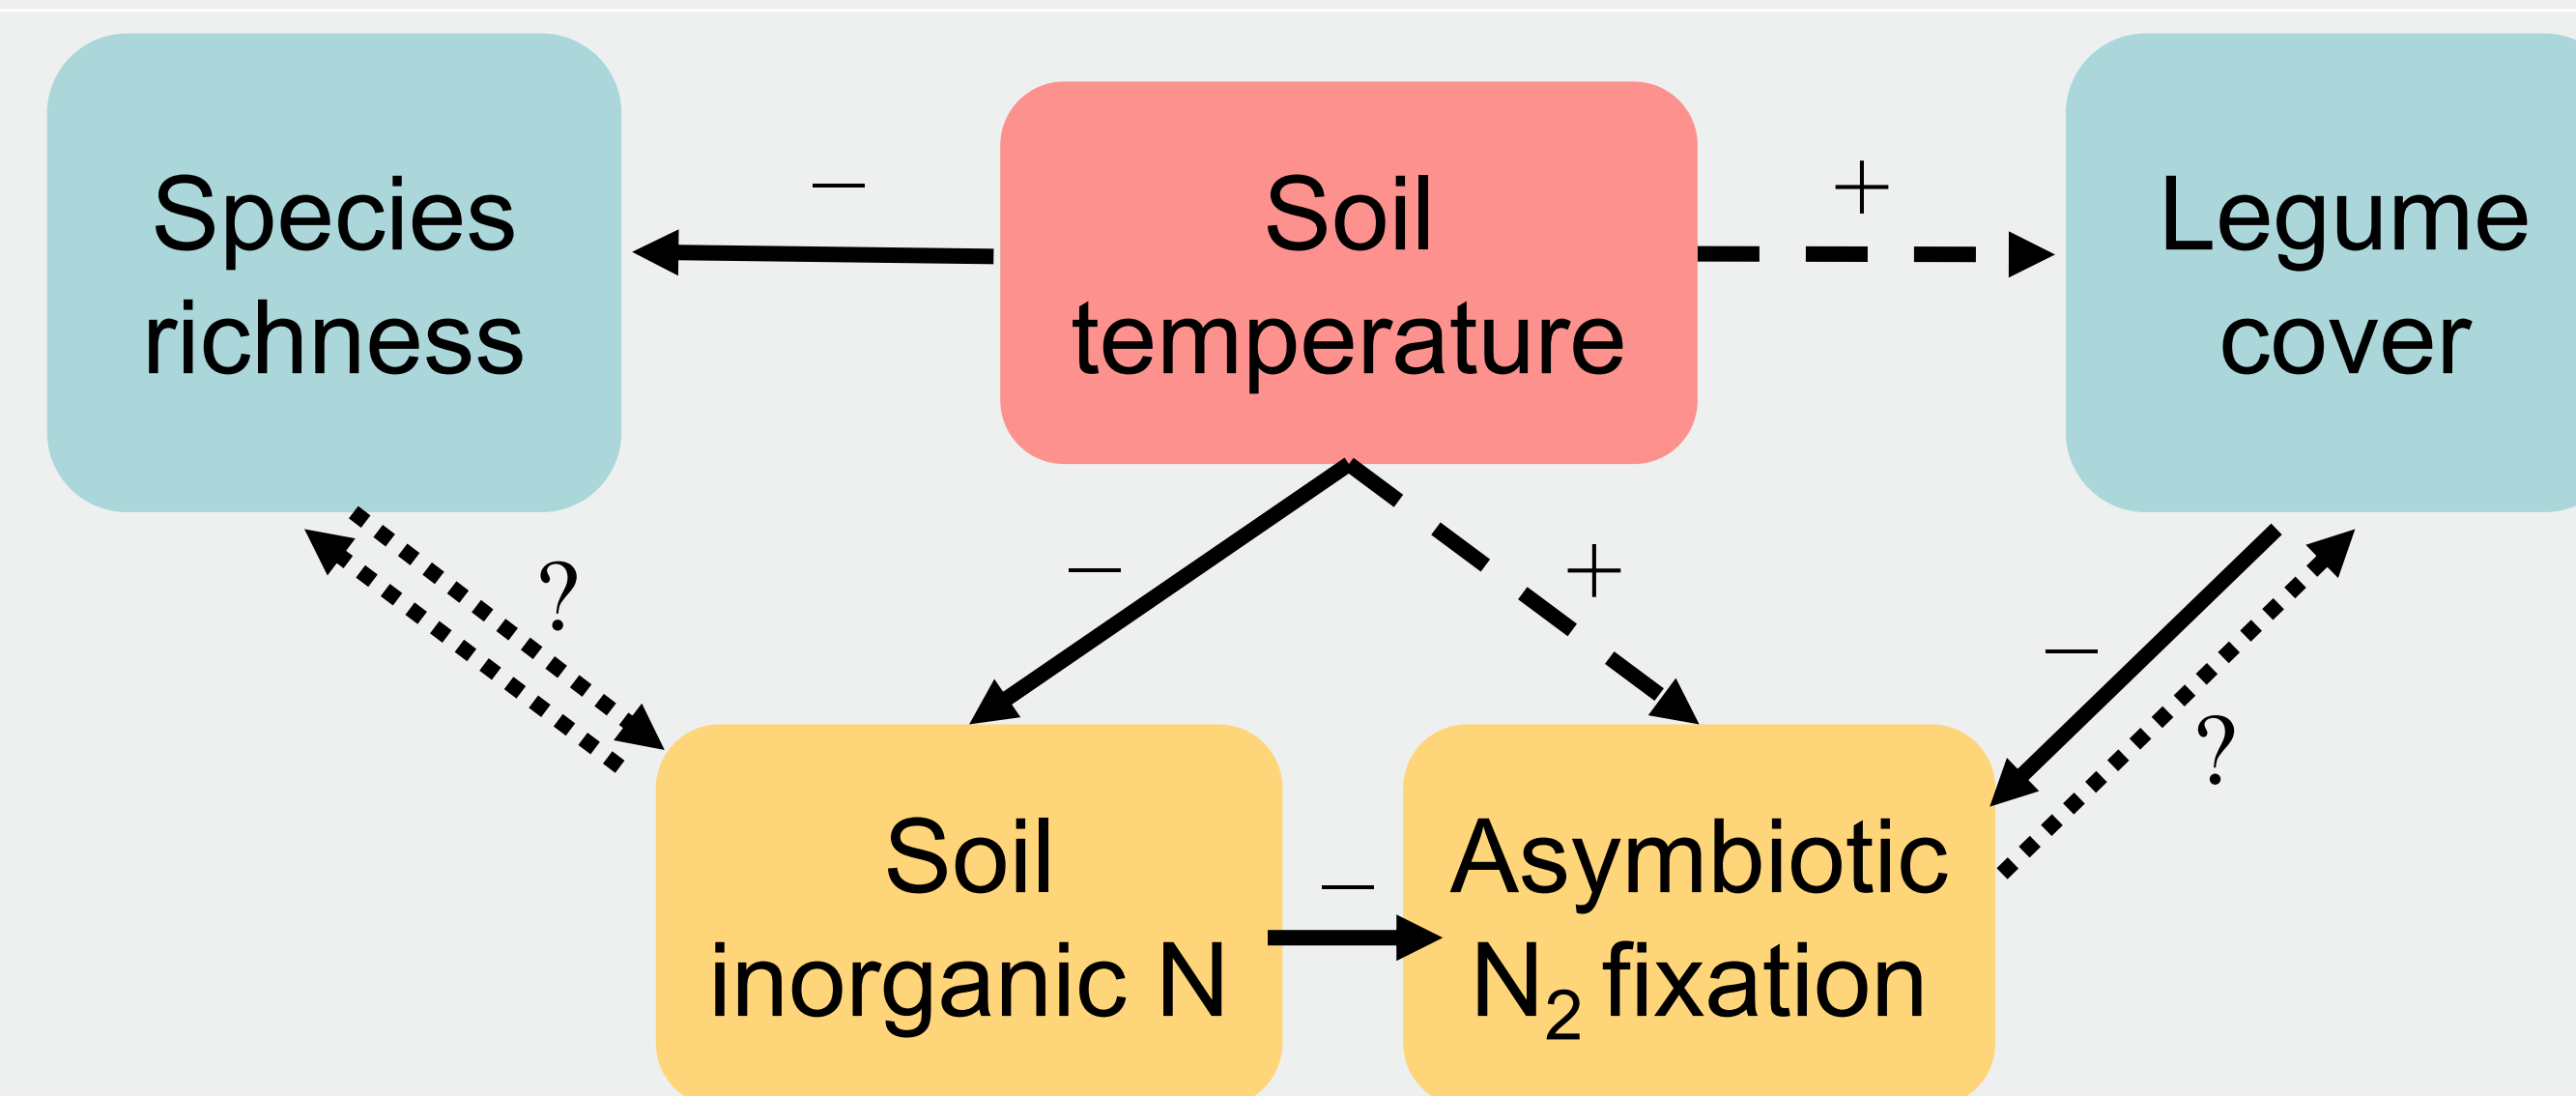 Species
richness
–
Soil
temperature
+
Legume
cover
?
–
+
–
?
Soil
inorganic N
–
Asymbiotic
N₂ fixation